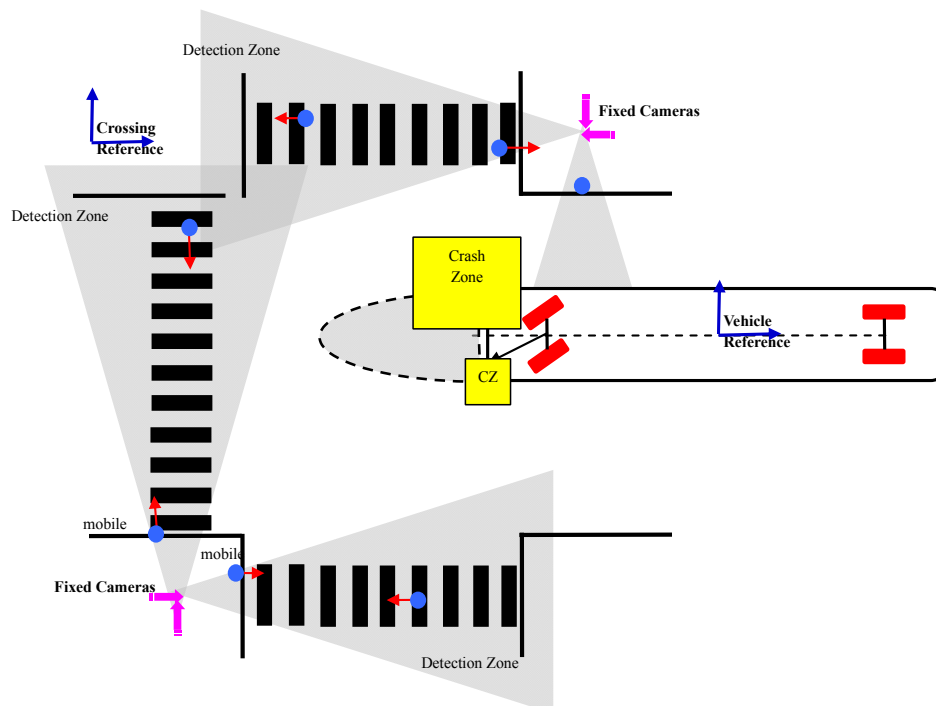 Detection Zone
Fixed Cameras
Crossing
Reference
Detection Zone
Crash
Zone
Vehicle
Reference
CZ
mobile
mobile
Fixed Cameras
Detection Zone